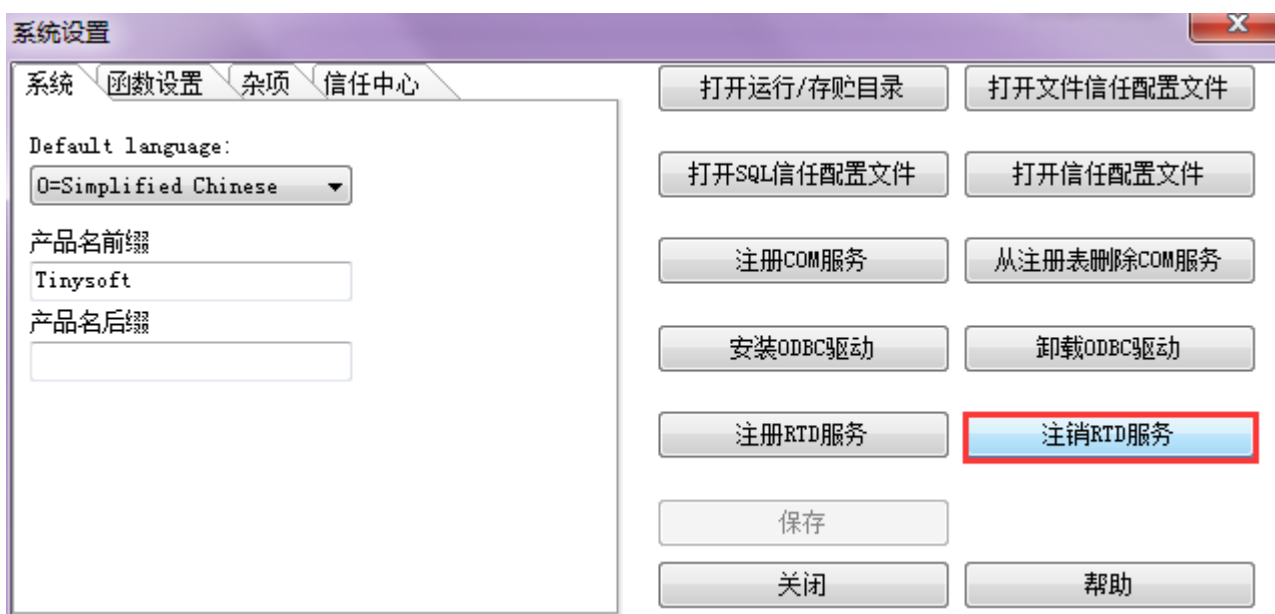 系统设置
系统 函数设置 杂项 信任中心
Default language:
0=Simplified Chinese
产品名前缀
Tinysoft
产品名后缀
打开运行/存贮目录 打开文件信任配置文件
打开SQL信任配置文件 打开信任配置文件
注册COM服务 从注册表删除COM服务
安装ODBC驱动 卸载ODBC驱动
注册RTD服务 注销RTD服务
保存
关闭 帮助